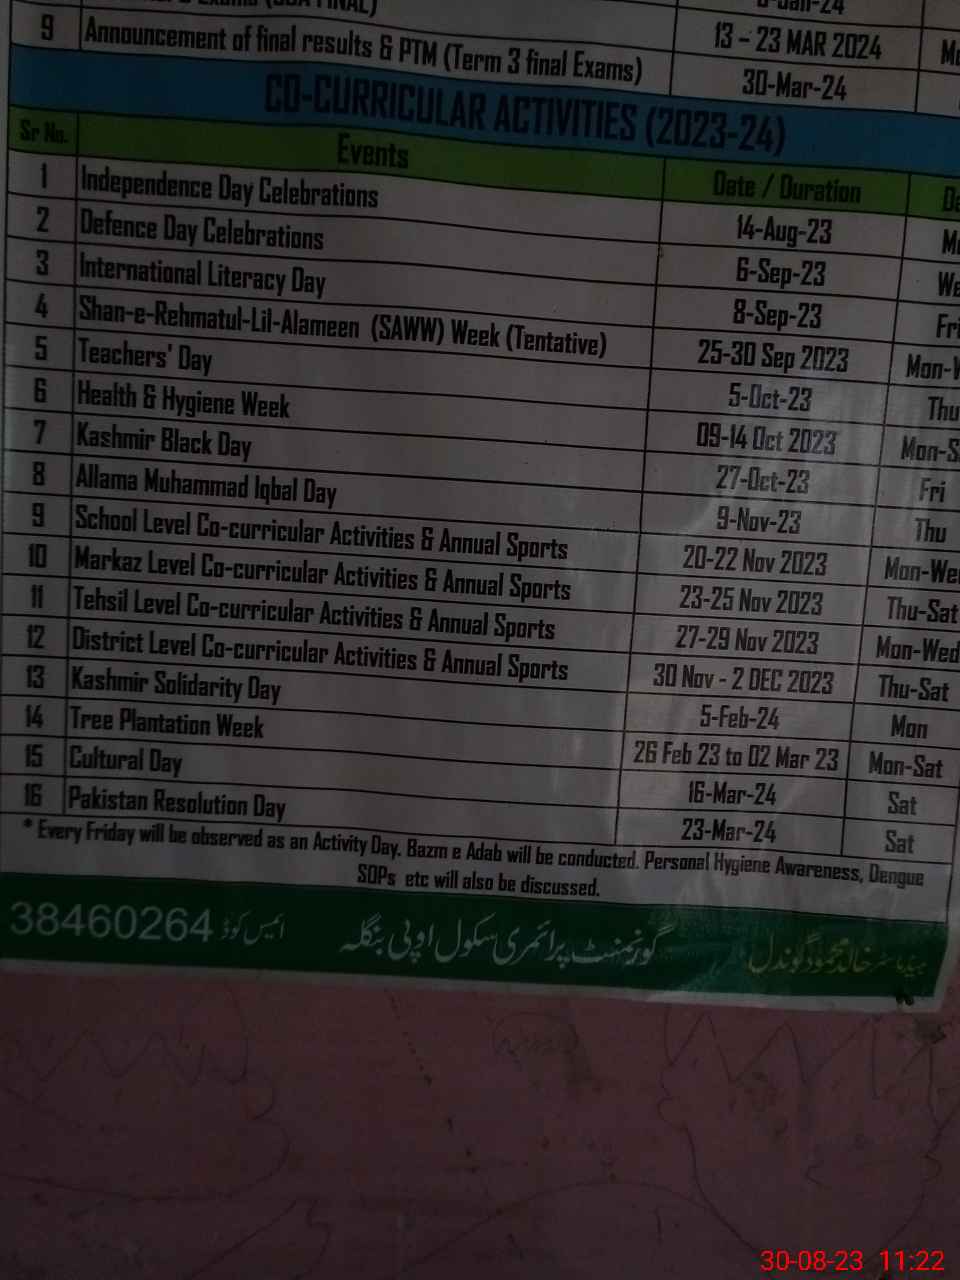 13 – 23 MAR 2024
9 Announcement of final results & PTM (Term 3 final Exams) 30-Mar-24
CO-CURRICULAR ACTIVITIES (2023-24)
Sr No. Events Date / Duration
1 Independence Day Celebrations 14-Aug-23
2 Defence Day Celebrations 6-Sep-23
3 International Literacy Day 8-Sep-23 Fri
4 Shan-e-Rehmatul-Lil-Alameen (SAWW) Week (Tentative) 25-30 Sep 2023 Mon-
5 Teachers' Day 5-Oct-23 Thu
6 Health & Hygiene Week 09-14 Oct 2023 Mon-S
7 Kashmir Black Day 27-Oct-23 Fri
8 Allama Muhammad Iqbal Day 9-Nov-23 Thu
9 School Level Co-curricular Activities & Annual Sports 20-22 Nov 2023 Mon-We
10 Markaz Level Co-curricular Activities & Annual Sports 23-25 Nov 2023 Thu-Sat
11 Tehsil Level Co-curricular Activities & Annual Sports 27-29 Nov 2023 Mon-Wed
12 District Level Co-curricular Activities & Annual Sports 30 Nov - 2 DEC 2023 Thu-Sat
13 Kashmir Solidarity Day 5-Feb-24 Mon
14 Tree Plantation Week 26 Feb 23 to 02 Mar 23 Mon-Sat
15 Cultural Day 16-Mar-24 Sat
16 Pakistan Resolution Day 23-Mar-24 Sat
* Every Friday will be observed as an Activity Day. Bazm e Adab will be conducted. Personal Hygiene Awareness, Dengue
SOPs etc will also be discussed.
ہیڈماسٹر خالد محمود گوندل گورنمنٹ پرائمری سکول اوپی بنگلہ ایمیس کوڈ 38460264
30-08-23 11:22